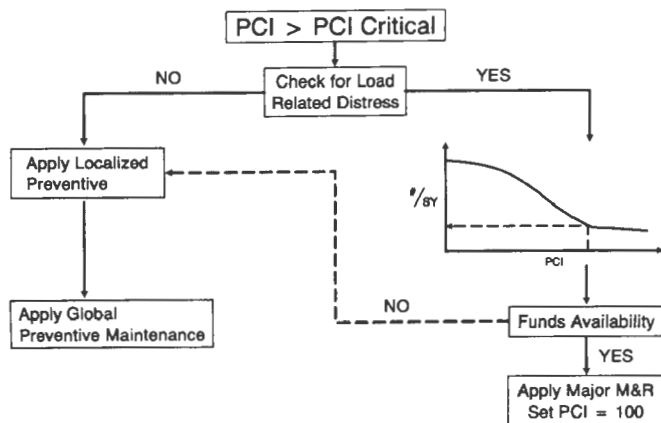 PCI > PCI Critical
NO
Check for Load
Related Distress
YES
Apply Localized
Preventive
/SY
PCI
Apply Global
Preventive Maintenance
NO
Funds Availability
YES
Apply Major M&R
Set PCI = 100